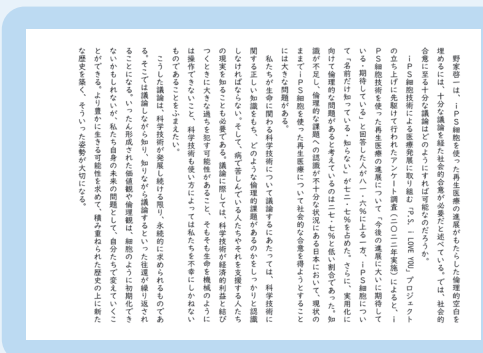 野家啓一は、iPS細胞を使った再生医療の進展がもたらした倫理的空白を
埋めるには、十分な議論を経た社会的合意が必要だと述べている。では、社会的
合意に至る十分な議論はどのようにすれば可能なのだろうか。
iPS細胞技術による医療発展に取り組む「P.S. i LOVE YOU」プロジェクト
の立ち上げに先駆けて行われたアンケート調査(二〇一二年実施)によると、i
PS細胞技術を使った再生医療の進展について「今後の進展に大いに期待して
いる・期待している」と回答した人が八一・六%に上る一方、iPS細胞につい
て「名前だけ知っている・知らない」が七二・七%を占めた。さらに、実用化に
向けて倫理的な問題があると考えているのは二七・七%と低い割合であった。知
識が不足し、倫理的な課題への認識が不十分な状況にある日本において、現状の
ままでiPS細胞を使った再生医療について社会的な合意を得ようとすること
には大きな問題がある。
私たちが生命に関わる科学技術について議論するにあたっては、科学技術に
関する正しい知識をもち、どのような倫理的課題があるのかをしっかりと認識
しなければならない。そして、病で苦しんでいる人たちやそれを支援する人たち
の現実を知ることも必要である。議論に際しては、科学技術が経済的利益と結び
つくときに大きな過ちを犯す可能性があること、そもそも生命を機械のように
は操作できないこと、科学技術も使い方によっては私たちを不幸にしかねない
ものであることをふまえたい。
こうした議論は、科学技術が発展し続ける限り、永続的に求められるものであ
る。そこでは議論しながら知り、知りながら議論するといった往還が繰り返され
ることになる。いったん形成された価値観や倫理観は、細胞のように初期化でき
ないかもしれないが、私たち自身の未来の問題として、自分たちで変えていくこ
とができる。より豊かに生きる可能性を求めて、積み重ねられた歴史の上に新た
な歴史を築く、そういった姿勢が大切になる。